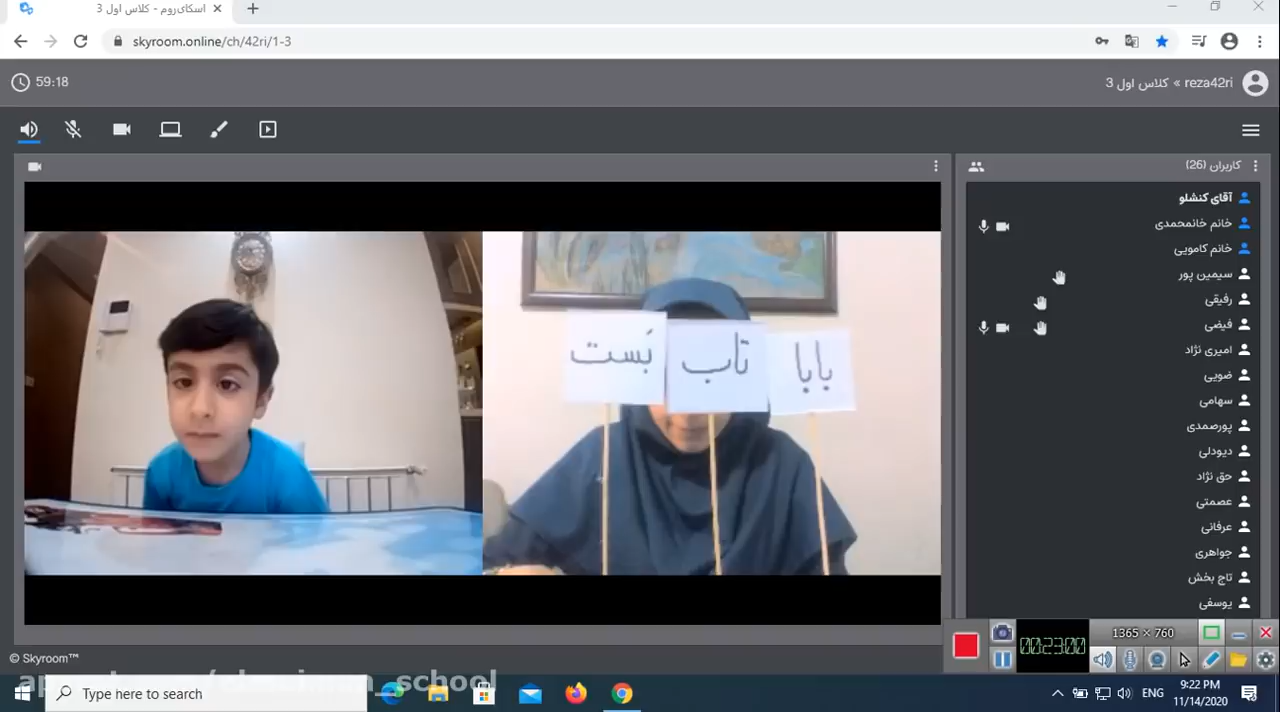 اسکای‌روم - کلاس اول 3
skyroom.online/ch/42ri/1-3
59:18
reza42ri » کلاس اول 3
کاربران (26)
آقای کنشلو
خانم خانمحمدی
خانم کامویی
سیمین پور
رفیقی
فیضی
امیری نژاد
ضویی
سهامی
پورصمدی
دیودلی
حق نژاد
عصمتی
عرفانی
جواهری
تاج بخش
یوسفی
بابا تاب بَست
1365 × 760
00:23:00
© Skyroom™
Type here to search
ENG
9:22 PM
11/14/2020